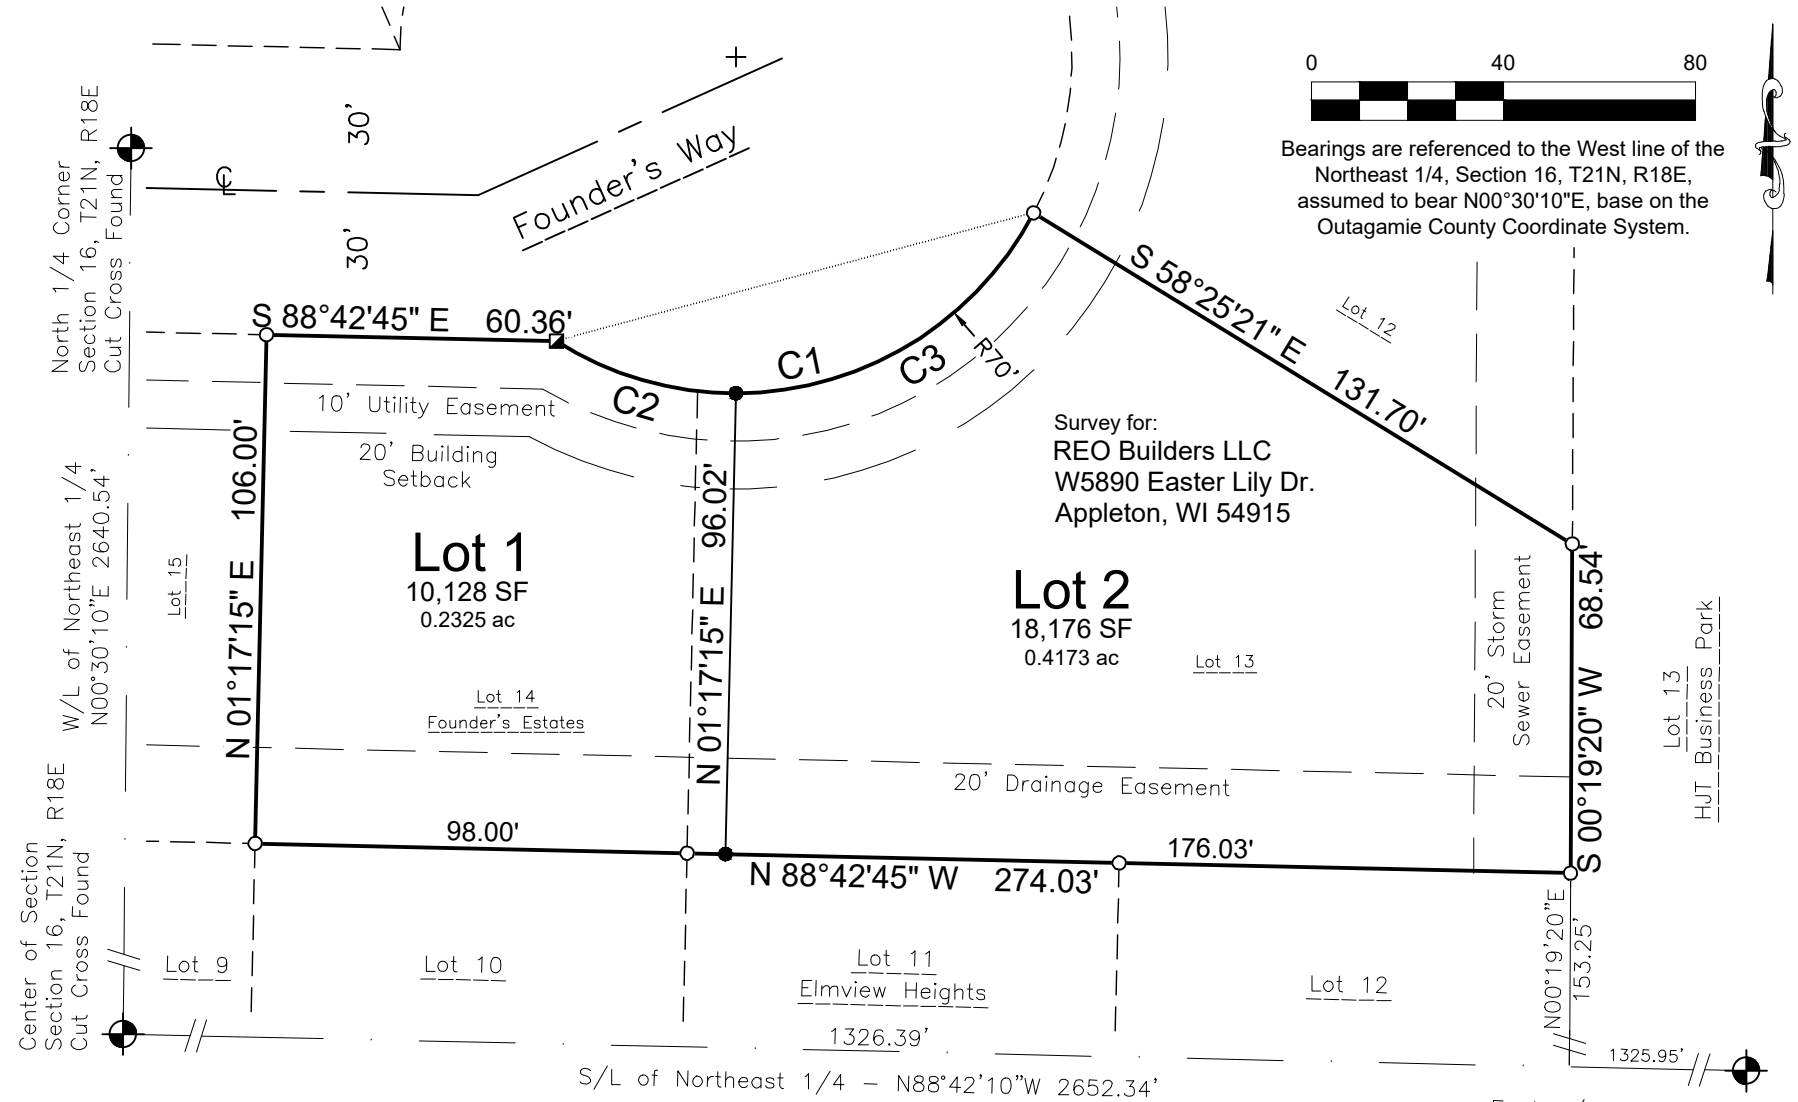 0 40 80
Bearings are referenced to the West line of the
Northeast 1/4, Section 16, T21N, R18E,
assumed to bear N00°30'10"E, base on the
Outagamie County Coordinate System.
30'
30'
CL
Founder's Way
North 1/4 Corner
Section 16, T21N, R18E
Cut Cross Found
S 88°42'45" E 60.36'
C1
C2
C3
R70'
S 58°25'21" E 131.70'
Lot 12
10' Utility Easement
20' Building
Setback
Survey for:
REO Builders LLC
W5890 Easter Lily Dr.
Appleton, WI 54915
W/L of Northeast 1/4
N00°30'10"E 2640.54'
Lot 15
N 01°17'15" E 106.00'
Lot 1
10,128 SF
0.2325 ac
Lot 14
Founder's Estates
N 01°17'15" E 96.02'
Lot 2
18,176 SF
0.4173 ac
Lot 13
20' Storm
Sewer Easement
S 00°19'20" W 68.54'
Lot 13
HJT Business Park
20' Drainage Easement
98.00'
176.03'
N 88°42'45" W 274.03'
Center of Section
Section 16, T21N, R18E
Cut Cross Found
Lot 9
Lot 10
Lot 11
Elmview Heights
Lot 12
N00°19'20"E
153.25'
1326.39'
1325.95'
S/L of Northeast 1/4 - N88°42'10"W 2652.34'